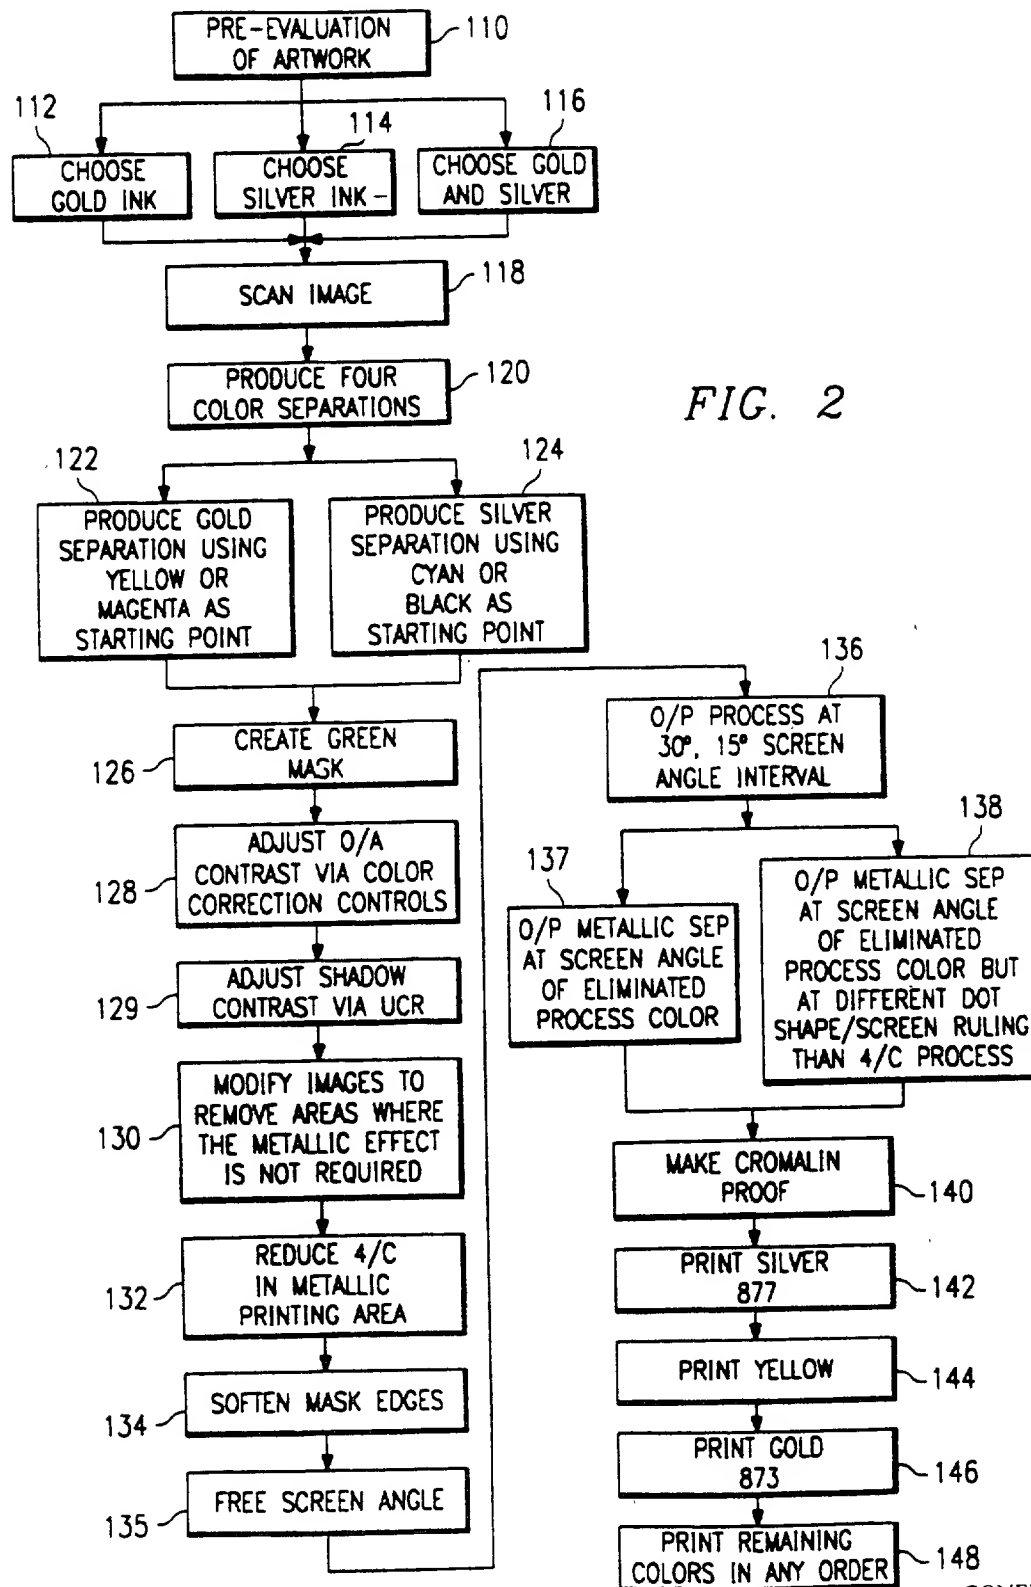 PRE-EVALUATION
OF ARTWORK
110
112
114
116
CHOOSE
GOLD INK
CHOOSE
SILVER INK -
CHOOSE GOLD
AND SILVER
SCAN IMAGE
118
PRODUCE FOUR
COLOR SEPARATIONS
120
FIG. 2
122
124
PRODUCE GOLD
SEPARATION USING
YELLOW OR
MAGENTA AS
STARTING POINT
PRODUCE SILVER
SEPARATION USING
CYAN OR
BLACK AS
STARTING POINT
CREATE GREEN
MASK
126
ADJUST O/A
CONTRAST VIA COLOR
CORRECTION CONTROLS
128
ADJUST SHADOW
CONTRAST VIA UCR
129
MODIFY IMAGES TO
REMOVE AREAS WHERE
THE METALLIC EFFECT
IS NOT REQUIRED
130
REDUCE 4/C
IN METALLIC
PRINTING AREA
132
SOFTEN MASK EDGES
134
FREE SCREEN ANGLE
135
136
O/P PROCESS AT
30°, 15° SCREEN
ANGLE INTERVAL
137
138
O/P METALLIC SEP
AT SCREEN ANGLE
OF ELIMINATED
PROCESS COLOR
O/P METALLIC SEP
AT SCREEN ANGLE
OF ELIMINATED
PROCESS COLOR BUT
AT DIFFERENT DOT
SHAPE/SCREEN RULING
THAN 4/C PROCESS
MAKE CROMALIN
PROOF
140
PRINT SILVER
877
142
PRINT YELLOW
144
PRINT GOLD
873
146
PRINT REMAINING
COLORS IN ANY ORDER
148